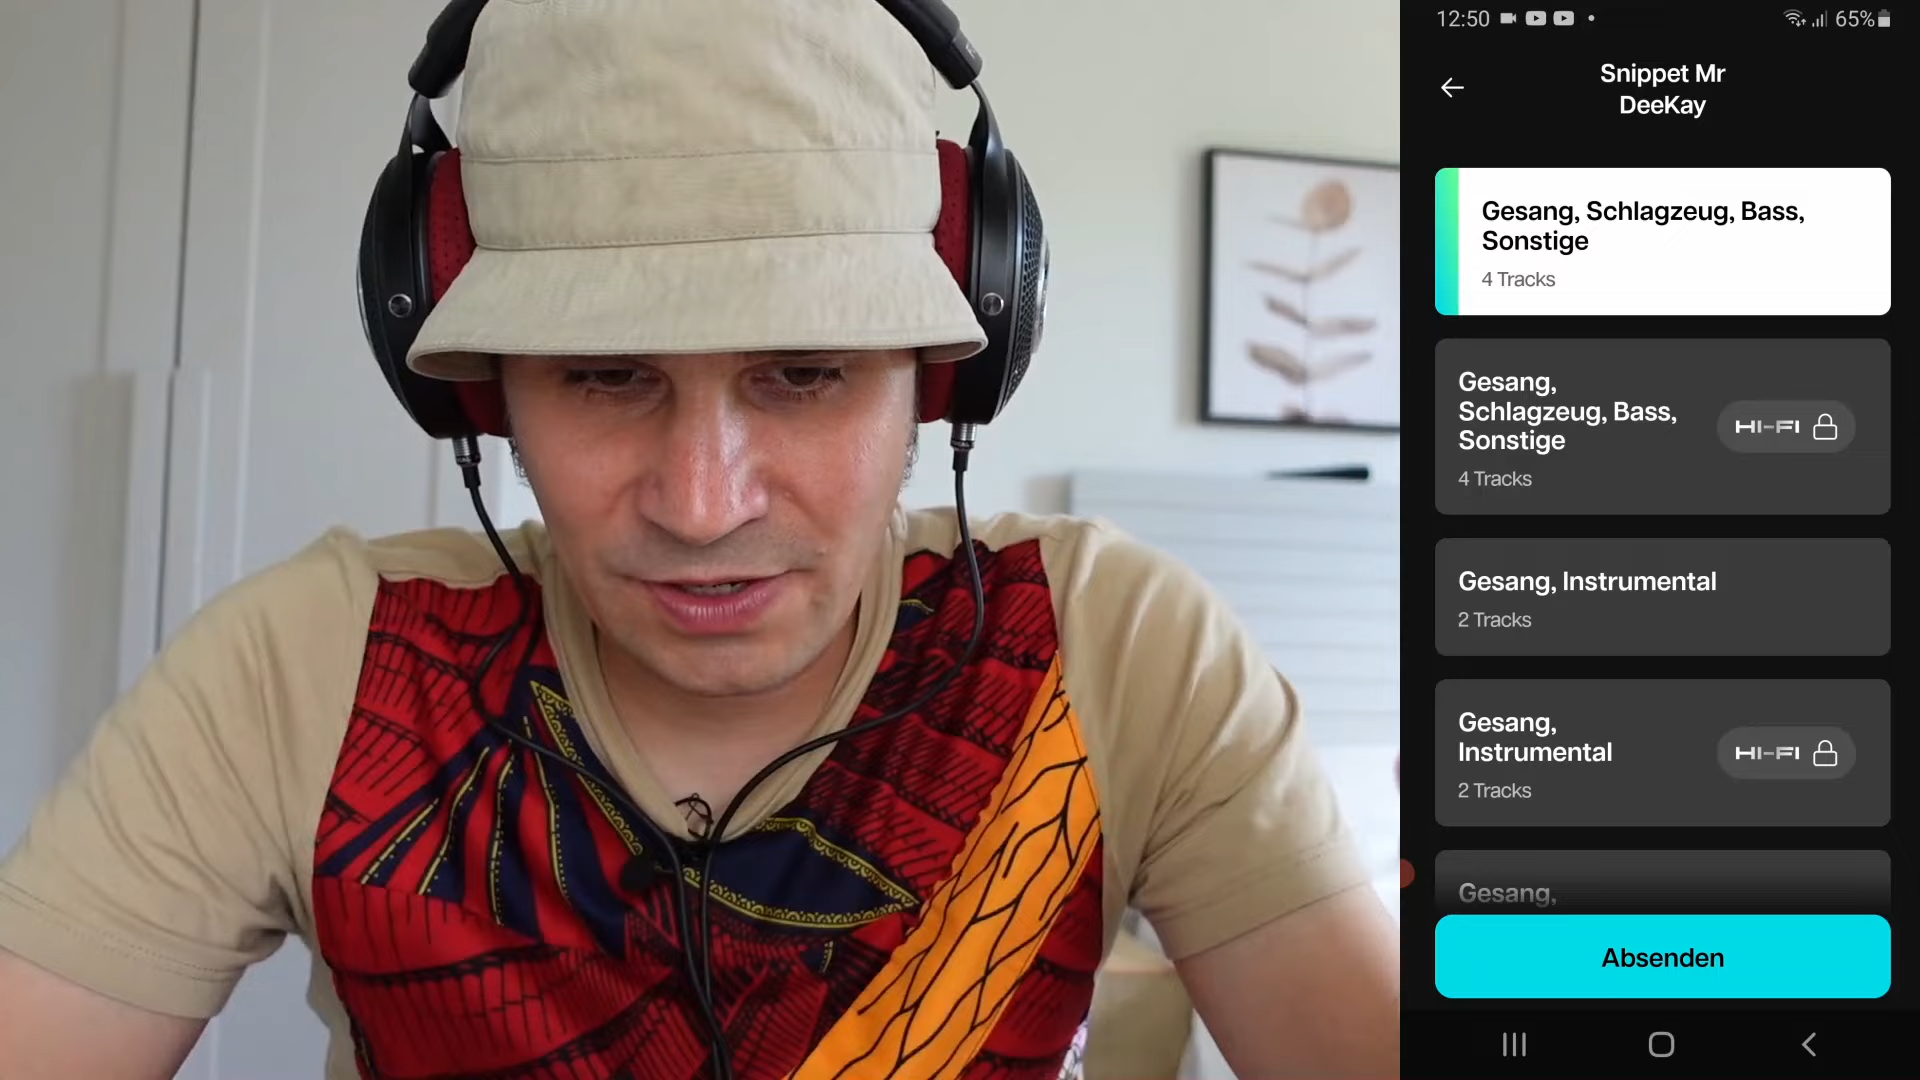 12:50
65%
Snippet Mr
DeeKay
Gesang, Schlagzeug, Bass,
Sonstige
4 Tracks
Gesang,
Schlagzeug, Bass,
Sonstige
HI-FI
4 Tracks
Gesang, Instrumental
2 Tracks
Gesang,
Instrumental
HI-FI
2 Tracks
Gesang,
Absenden